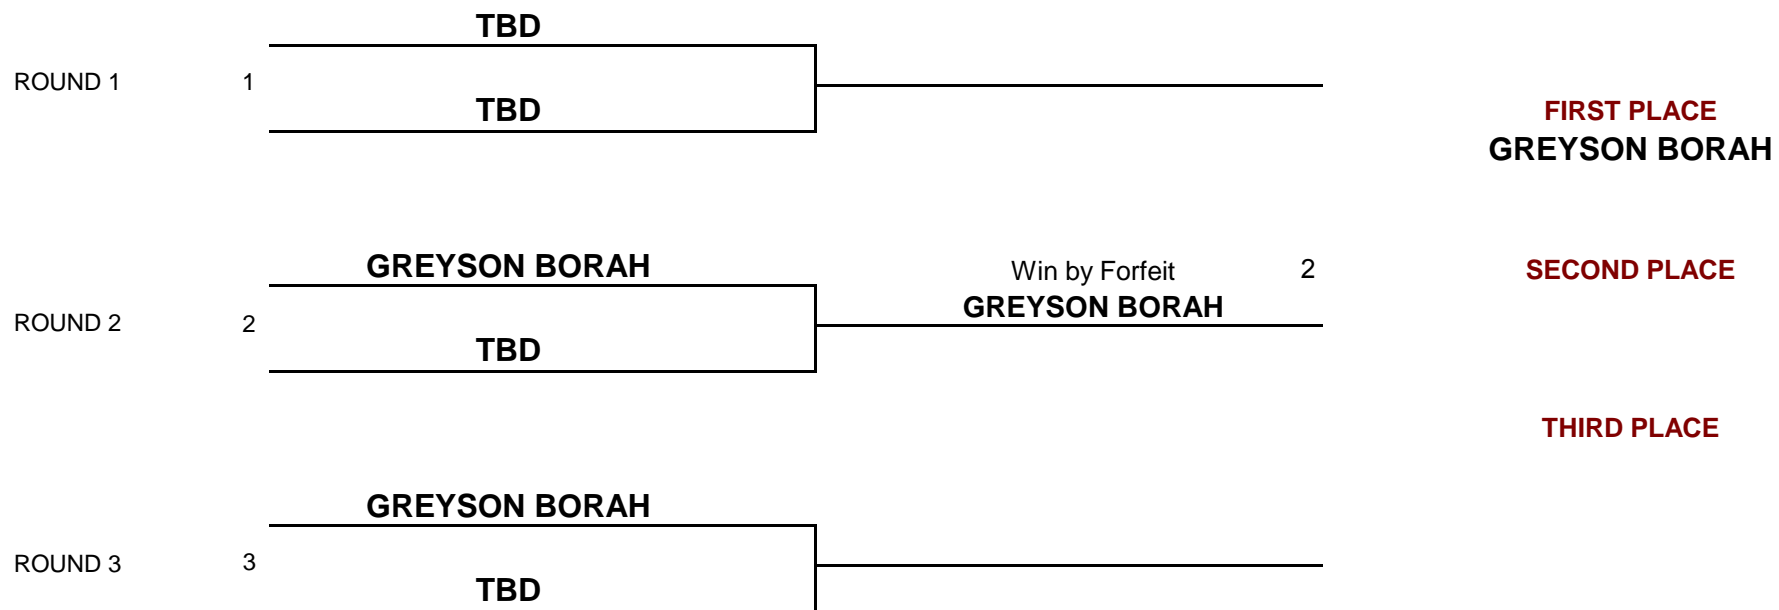 TBD
ROUND 1 1
TBD
FIRST PLACE
GREYSON BORAH
GREYSON BORAH
Win by Forfeit 2
SECOND PLACE
GREYSON BORAH
ROUND 2 2
TBD
THIRD PLACE
GREYSON BORAH
ROUND 3 3
TBD